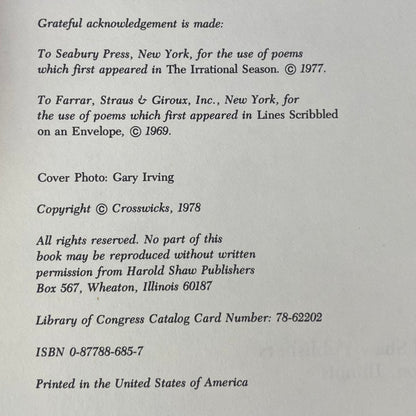 Grateful acknowledgement is made:
To Seabury Press, New York, for the use of poems
which first appeared in The Irrational Season. © 1977.
To Farrar, Straus & Giroux, Inc., New York, for
the use of poems which first appeared in Lines Scribbled
on an Envelope, © 1969.
Cover Photo: Gary Irving
Copyright © Crosswicks, 1978
All rights reserved. No part of this
book may be reproduced without written
permission from Harold Shaw Publishers
Box 567, Wheaton, Illinois 60187
Library of Congress Catalog Card Number: 78-62202
ISBN 0-87788-685-7
Printed in the United States of America